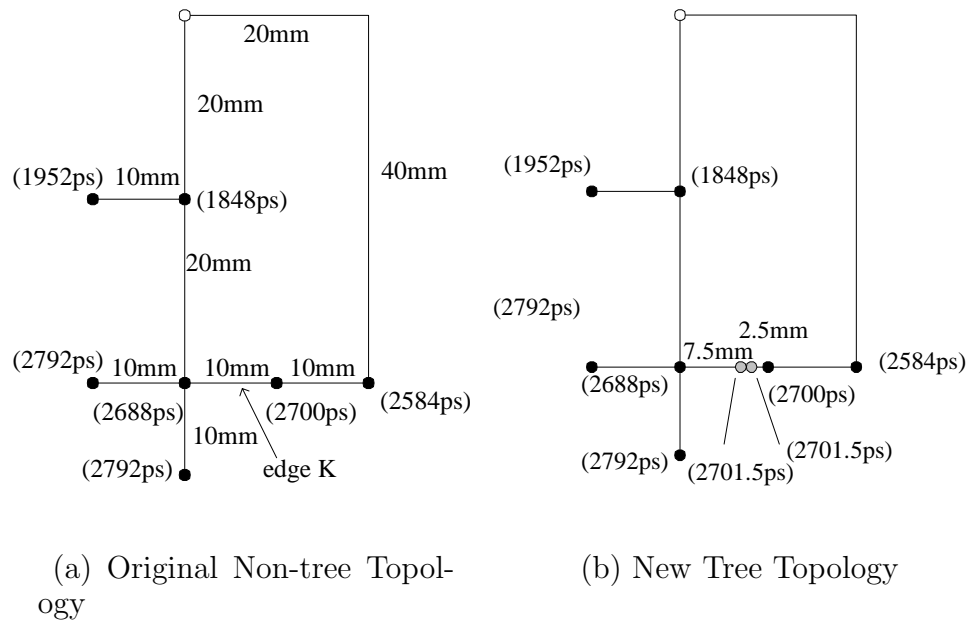 20mm
20mm
(1952ps)
10mm
(1848ps)
40mm
20mm
(2792ps)
10mm
10mm
10mm
(2688ps)
(2700ps)
(2584ps)
10mm
(2792ps)
edge K
(a) Original Non-tree Topol-
ogy
(1952ps)
(1848ps)
(2792ps)
2.5mm
7.5mm
(2584ps)
(2688ps)
(2700ps)
(2792ps)
(2701.5ps)
(2701.5ps)
(b) New Tree Topology